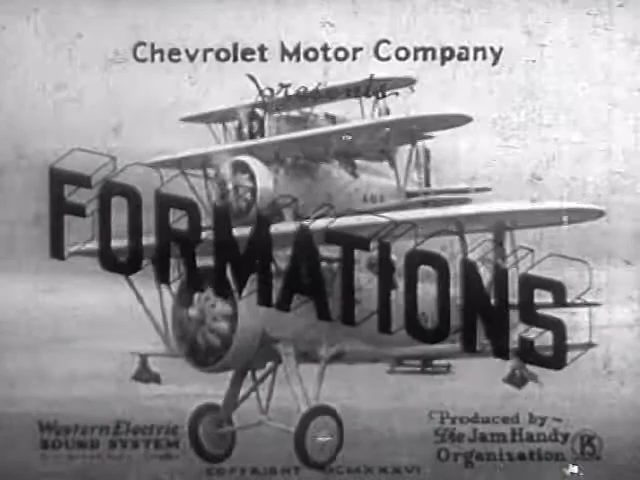 Chevrolet Motor Company
presents
FORMATIONS
Western Electric
SOUND SYSTEM
Produced by~
The Jam Handy
Organization
COPYRIGHT MCMXXXVI